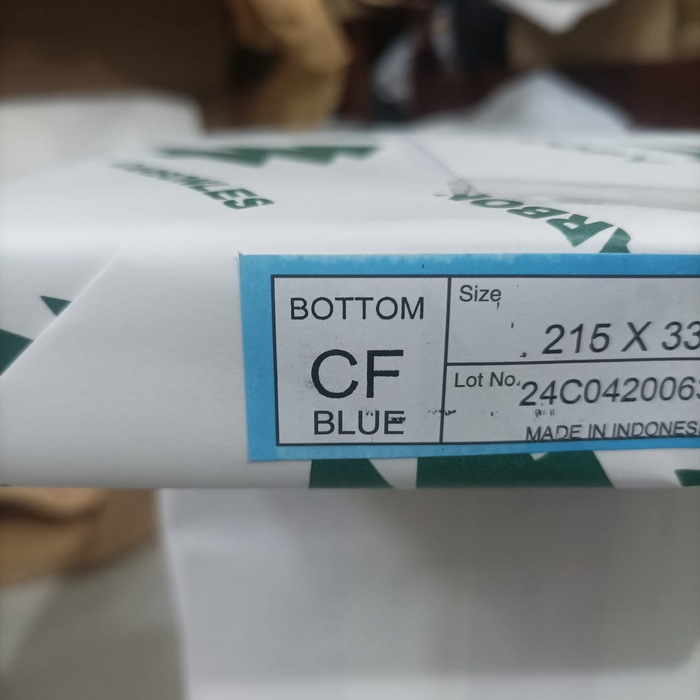 BOTTOM
CF
BLUE
Size
215 X 33
Lot No.
24C042006
MADE IN INDONES